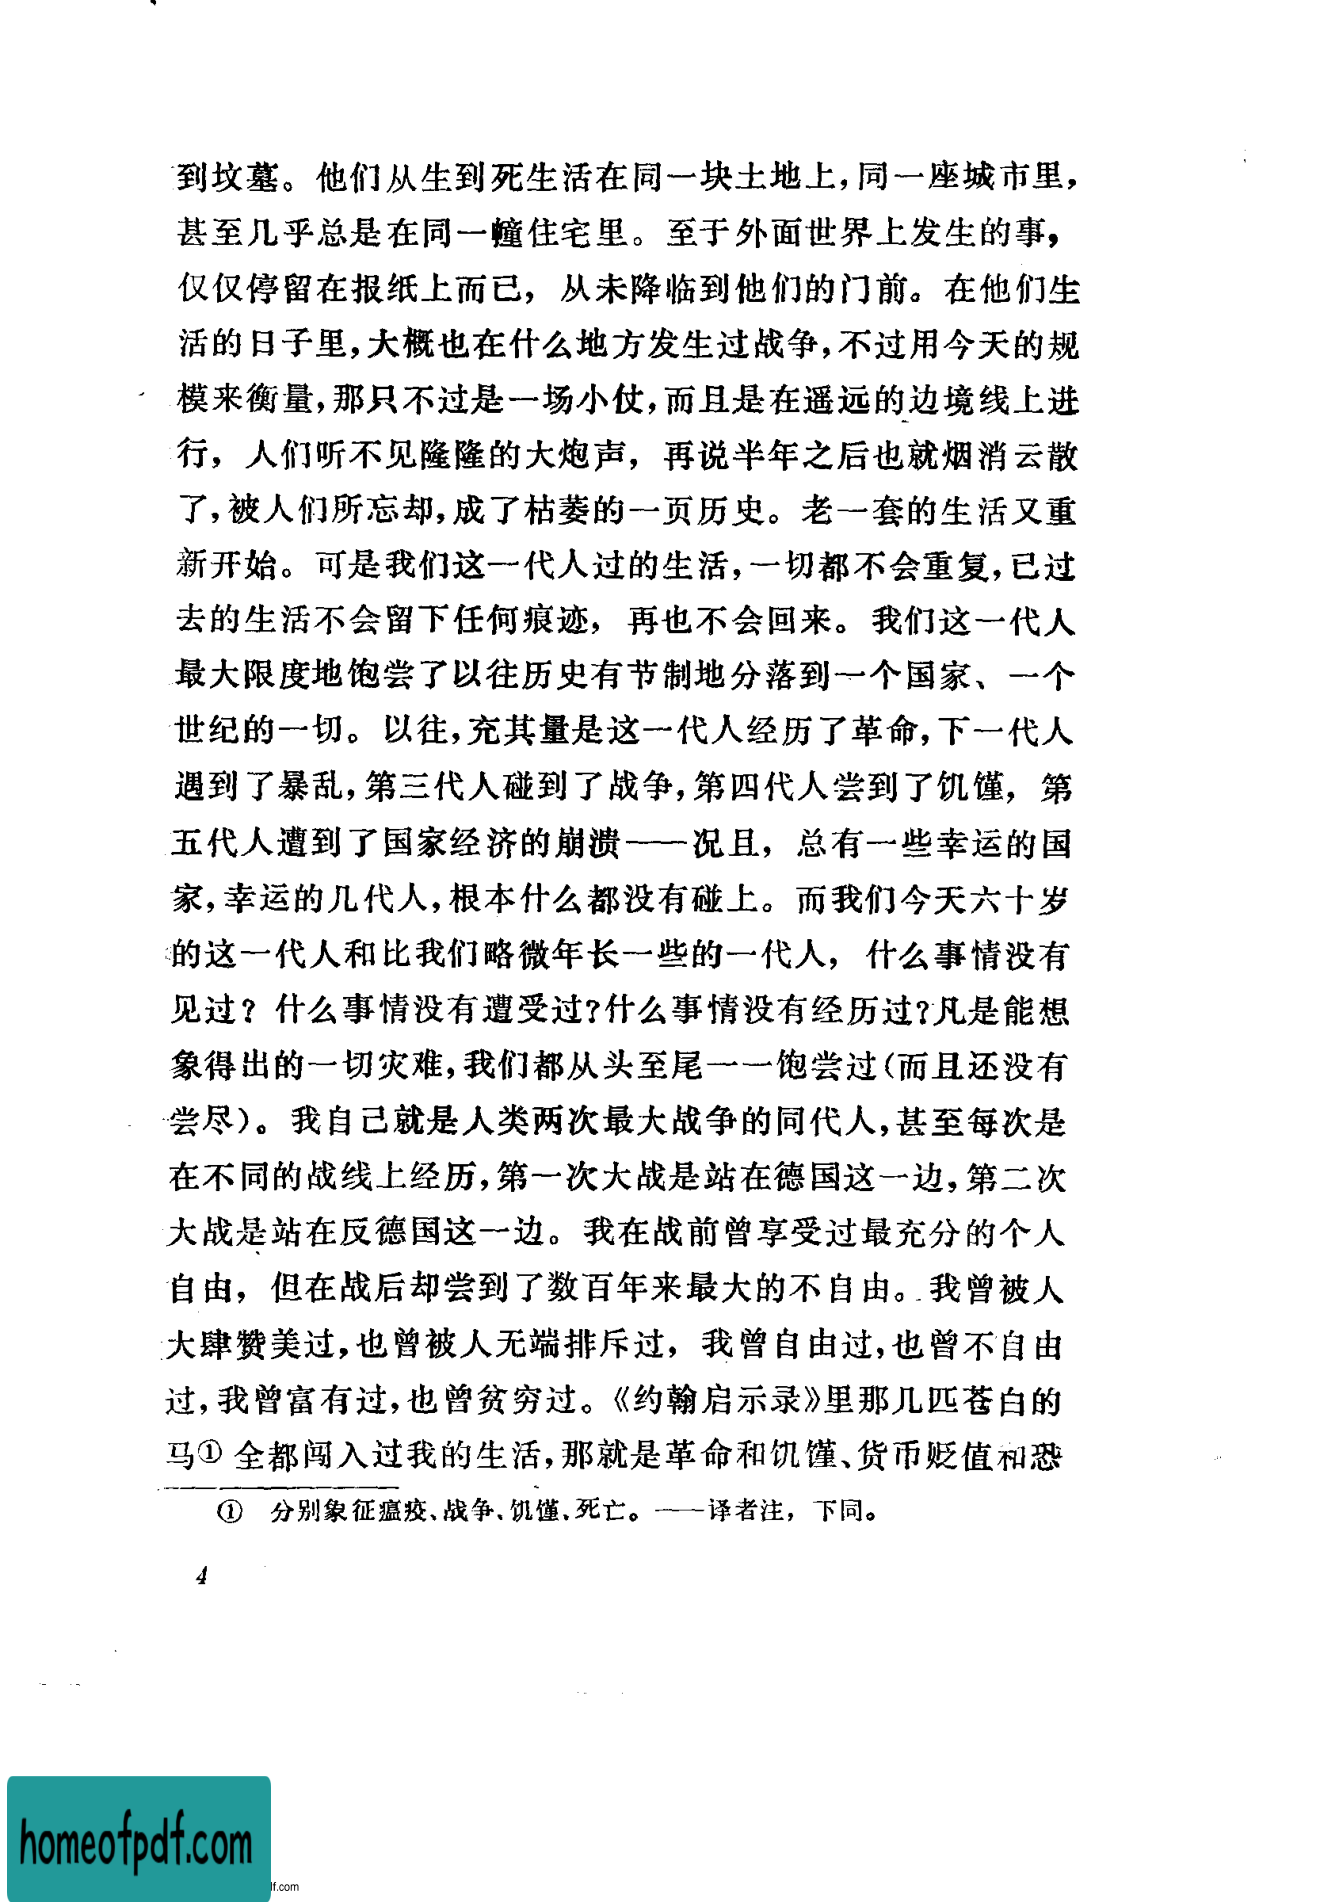 到坟墓。他们从生到死生活在同一块土地上，同一座城市里，
甚至几乎总是在同一幢住宅里。至于外面世界上发生的事，
仅仅停留在报纸上而已，从未降临到他们的门前。在他们生
活的日子里，大概也在什么地方发生过战争，不过用今天的规
模来衡量，那只不过是一场小仗，而且是在遥远的边境线上进
行，人们听不见隆隆的大炮声，再说半年之后也就烟消云散
了，被人们所忘却，成了枯萎的一页历史。老一套的生活又重
新开始。可是我们这一代人过的生活，一切都不会重复，已过
去的生活不会留下任何痕迹，再也不会回来。我们这一代人
最大限度地饱尝了以往历史有节制地分落到一个国家、一个
世纪的一切。以往，充其量是这一代人经历了革命，下一代人
遇到了暴乱，第三代人碰到了战争，第四代人尝到了饥馑，第
五代人遭到了国家经济的崩溃——况且，总有一些幸运的国
家，幸运的几代人，根本什么都没有碰上。而我们今天六十岁
的这一代人和比我们略微年长一些的一代人，什么事情没有
见过？什么事情没有遭受过？什么事情没有经历过？凡是能想
象得出的一切灾难，我们都从头至尾一一饱尝过（而且还没有
尝尽）。我自己就是人类两次最大战争的同代人，甚至每次是
在不同的战线上经历，第一次大战是站在德国这一边，第二次
大战是站在反德国这一边。我在战前曾享受过最充分的个人
自由，但在战后却尝到了数百年来最大的不自由。我曾被人
大肆赞美过，也曾被人无端排斥过，我曾自由过，也曾不自由
过，我曾富有过，也曾贫穷过。《约翰启示录》里那几匹苍白的
马①全都闯入过我的生活，那就是革命和饥馑、货币贬值和恐
① 分别象征瘟疫、战争、饥馑、死亡。——译者注，下同。
4
homeofpdf.com
lf.com